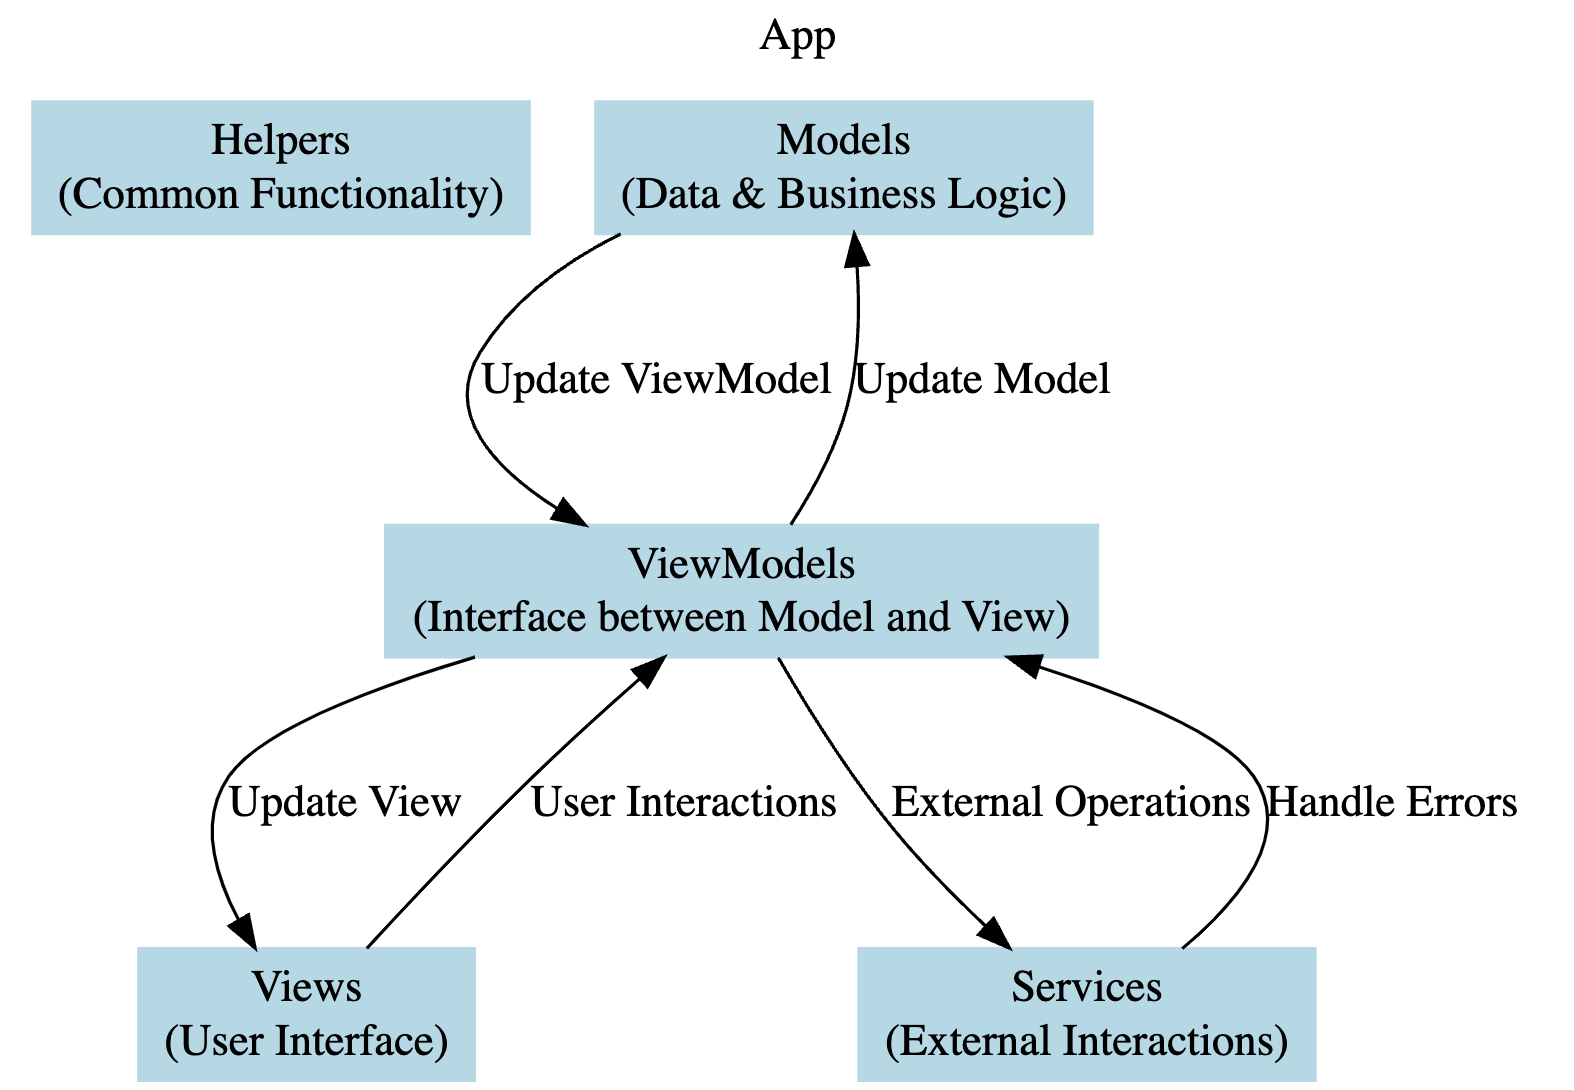 App
Helpers
(Common Functionality)
Models
(Data & Business Logic)
Update ViewModel
Update Model
ViewModels
(Interface between Model and View)
Update View
User Interactions
External Operations
Handle Errors
Views
(User Interface)
Services
(External Interactions)